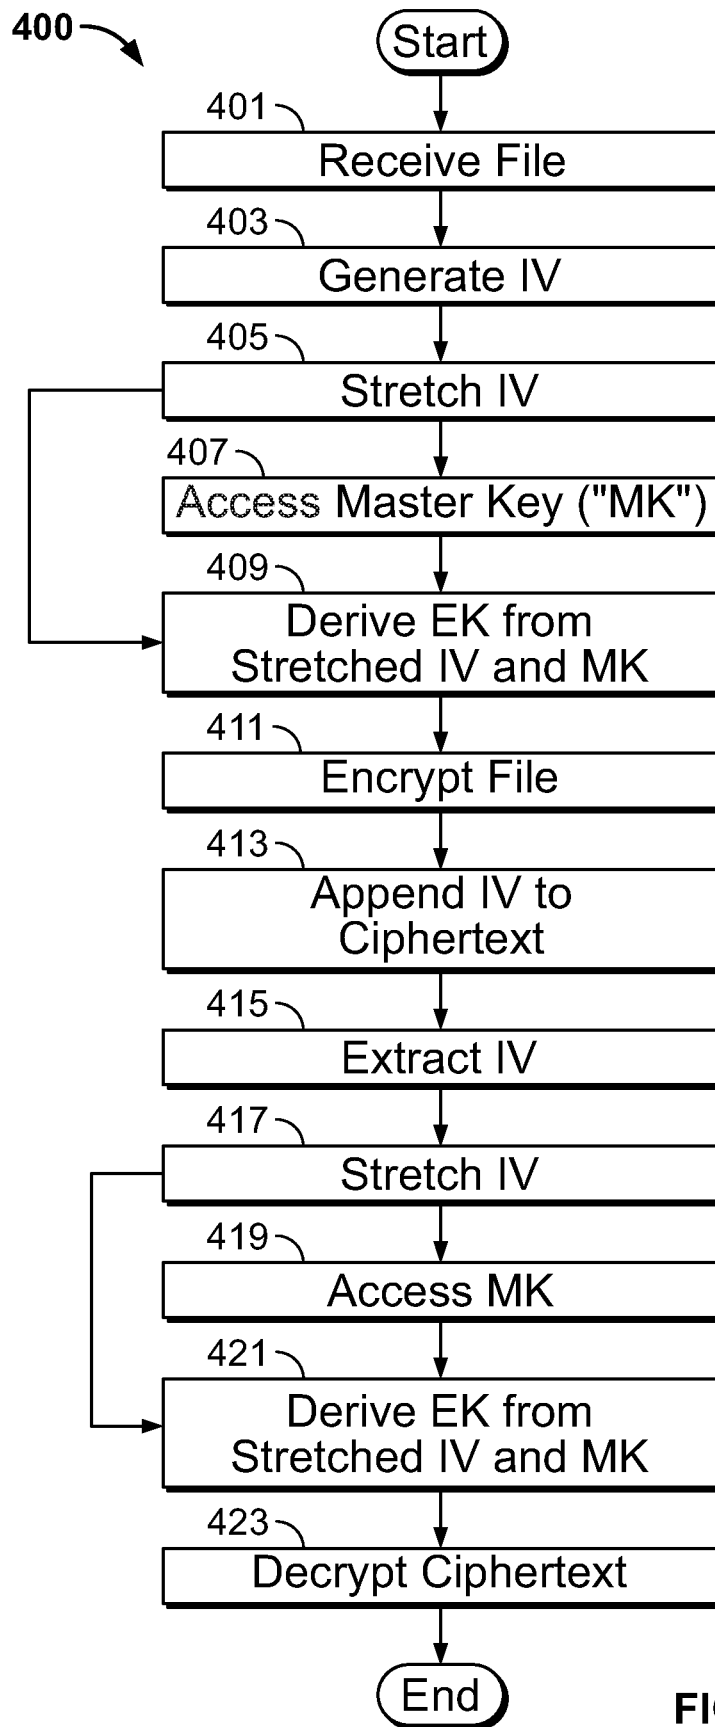 400
Start
401
Receive File
403
Generate IV
405
Stretch IV
407
Access Master Key ("MK")
409
Derive EK from
Stretched IV and MK
411
Encrypt File
413
Append IV to
Ciphertext
415
Extract IV
417
Stretch IV
419
Access MK
421
Derive EK from
Stretched IV and MK
423
Decrypt Ciphertext
End